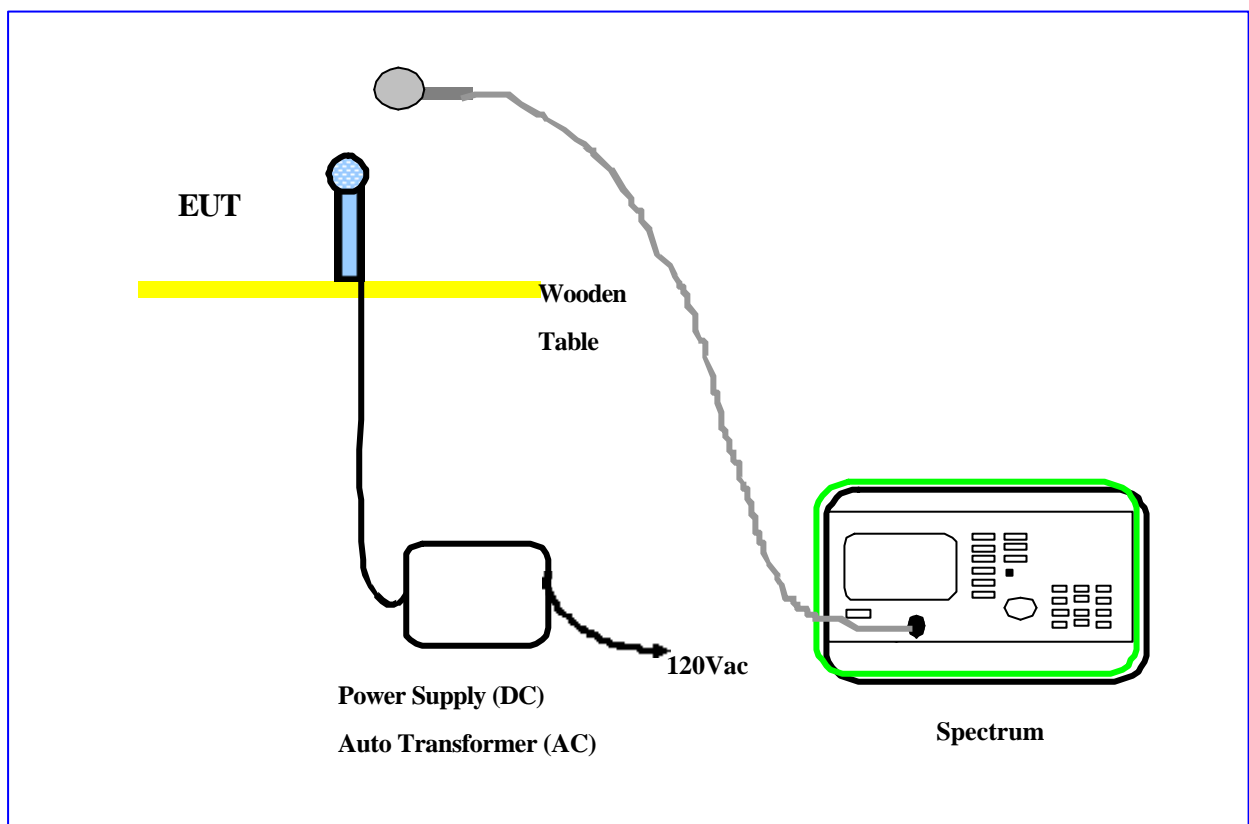 EUT
Wooden
Table
120Vac
Power Supply (DC)
Auto Transformer (AC)
Spectrum